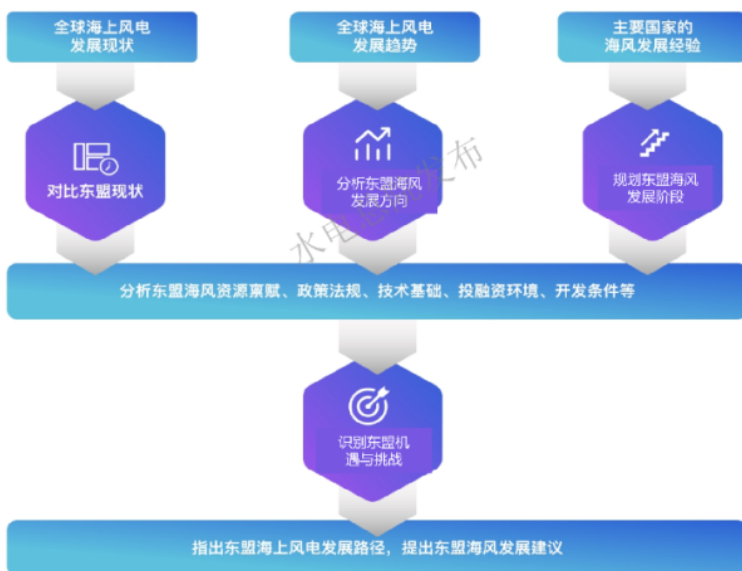 全球海上风电
发展现状
全球海上风电
发展趋势
主要国家的
海风发展经验
对比东盟现状
分析东盟海风
发展方向
规划东盟海风
发展阶段
分析东盟海风资源禀赋、政策法规、技术基础、投融资环境、开发条件等
识别东盟机
遇与挑战
指出东盟海上风电发展路径，提出东盟海风发展建议